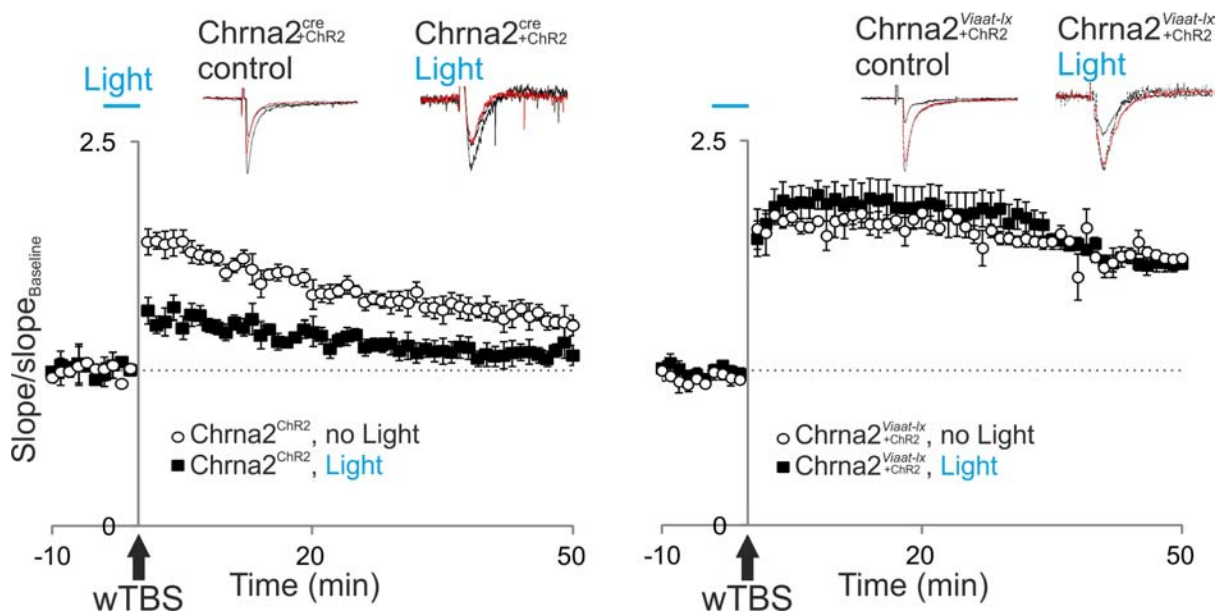 Chrna2cre+ChR2
control
Chrna2cre+ChR2
Light
Light
2.5
Slope/slopeBaseline
Chrna2ChR2, no Light
Chrna2ChR2, Light
0
-10
20
50
wTBS
Time (min)
Chrna2Viaat-lx+ChR2
control
Chrna2Viaat-lx+ChR2
Light
2.5
Chrna2Viaat-lx+ChR2, no Light
Chrna2Viaat-lx+ChR2, Light
0
-10
20
50
wTBS
Time (min)